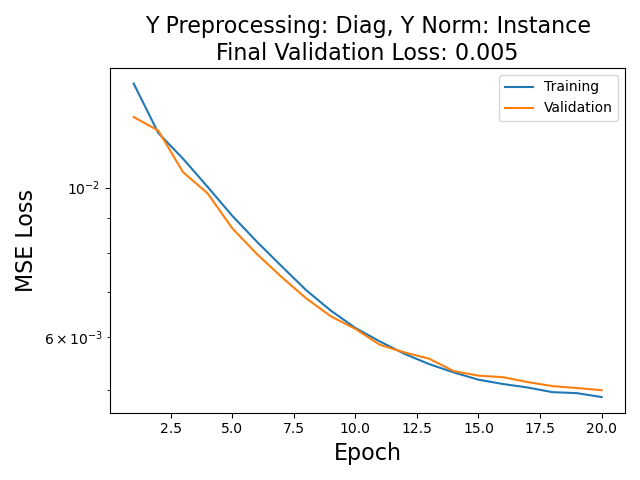 Y Preprocessing: Diag, Y Norm: Instance
Final Validation Loss: 0.005
Training
Validation
MSE Loss
10⁻²
6 × 10⁻³
2.5 5.0 7.5 10.0 12.5 15.0 17.5 20.0
Epoch